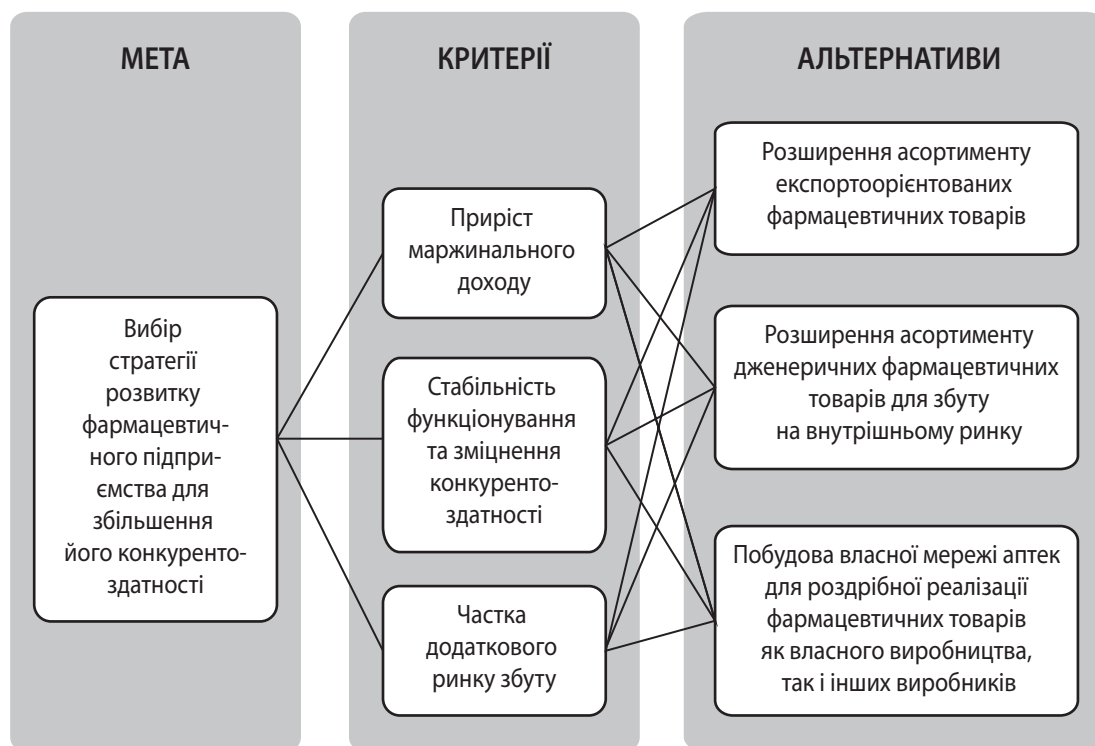 МЕТА
Вибір
стратегії
розвитку
фармацевтич-
ного підпри-
ємства для
збільшення
його конкуренто-
здатності
КРИТЕРІЇ
Приріст
маржинального
доходу
Стабільність
функціонування
та зміцнення
конкуренто-
здатності
Частка
додаткового
ринку збуту
АЛЬТЕРНАТИВИ
Розширення асортименту
експортоорієнтованих
фармацевтичних товарів
Розширення асортименту
дженеричних фармацевтичних
товарів для збуту
на внутрішньому ринку
Побудова власної мережі аптек
для роздрібної реалізації
фармацевтичних товарів
як власного виробництва,
так і інших виробників